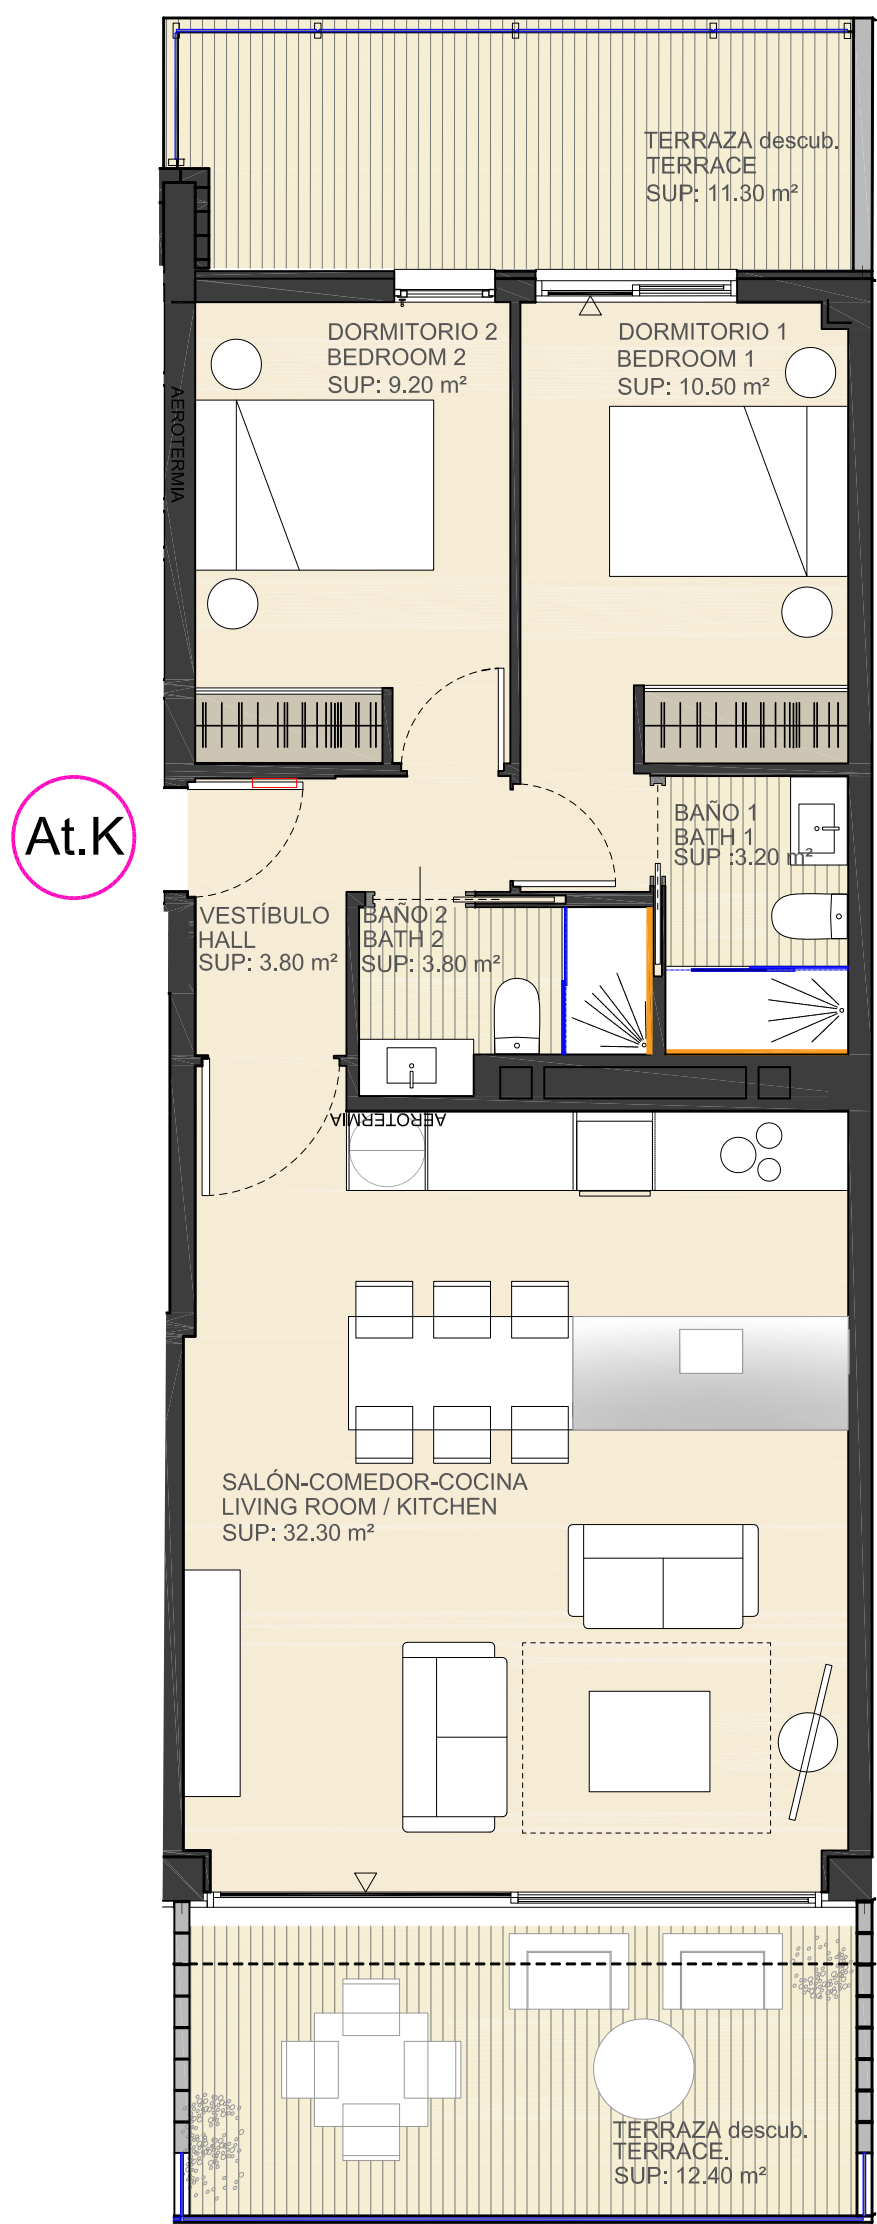 TERRAZA descub.
TERRACE
SUP: 11.30 m²
DORMITORIO 2
BEDROOM 2
SUP: 9.20 m²
DORMITORIO 1
BEDROOM 1
SUP: 10.50 m²
AEROTERMIA
At.K
BAÑO 1
BATH 1
SUP :3.20 m²
VESTÍBULO
HALL
SUP: 3.80 m²
BAÑO 2
BATH 2
SUP: 3.80 m²
AEROTERMIA
SALÓN-COMEDOR-COCINA
LIVING ROOM / KITCHEN
SUP: 32.30 m²
TERRAZA descub.
TERRACE.
SUP: 12.40 m²